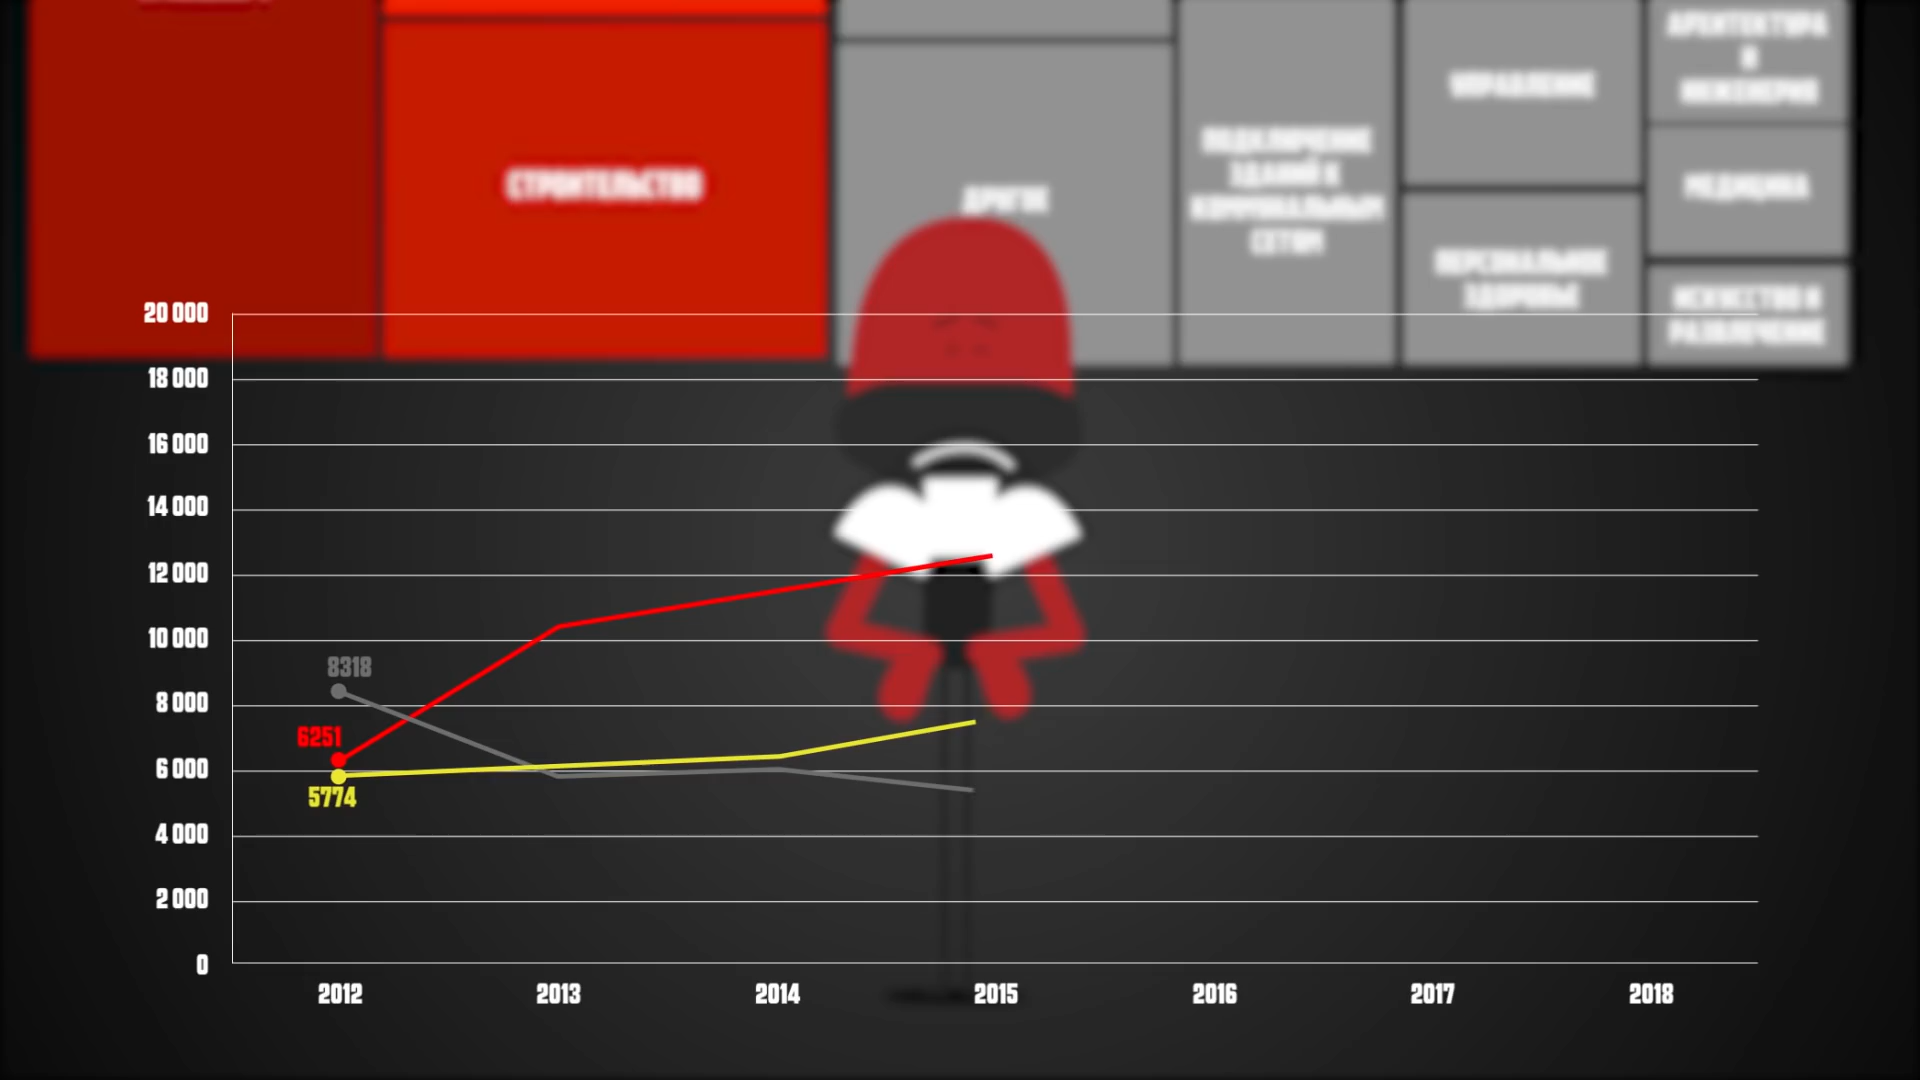 АРХИТЕКТУРА
И
ИНЖЕНЕРИЯ
УПРАВЛЕНИЕ
ПОДКЛЮЧЕНИЕ
ЗДАНИЙ К
КОММУНАЛЬНЫМ
СЕТЯМ
СТРОИТЕЛЬСТВО
ДРУГОЕ
МЕДИЦИНА
ПЕРСОНАЛЬНОЕ
ЗДОРОВЬЕ
ИСКУССТВО И
РАЗВЛЕЧЕНИЕ
20 000
18 000
16 000
14 000
12 000
10 000
8318
8 000
6251
6 000
5774
4 000
2 000
0
2012 2013 2014 2015 2016 2017 2018